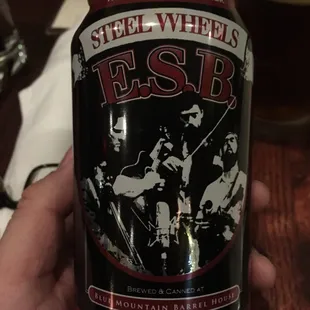 STEEL WHEELS
E.S.B.
BREWED & CANNED AT
BLUE MOUNTAIN BARREL HOUSE